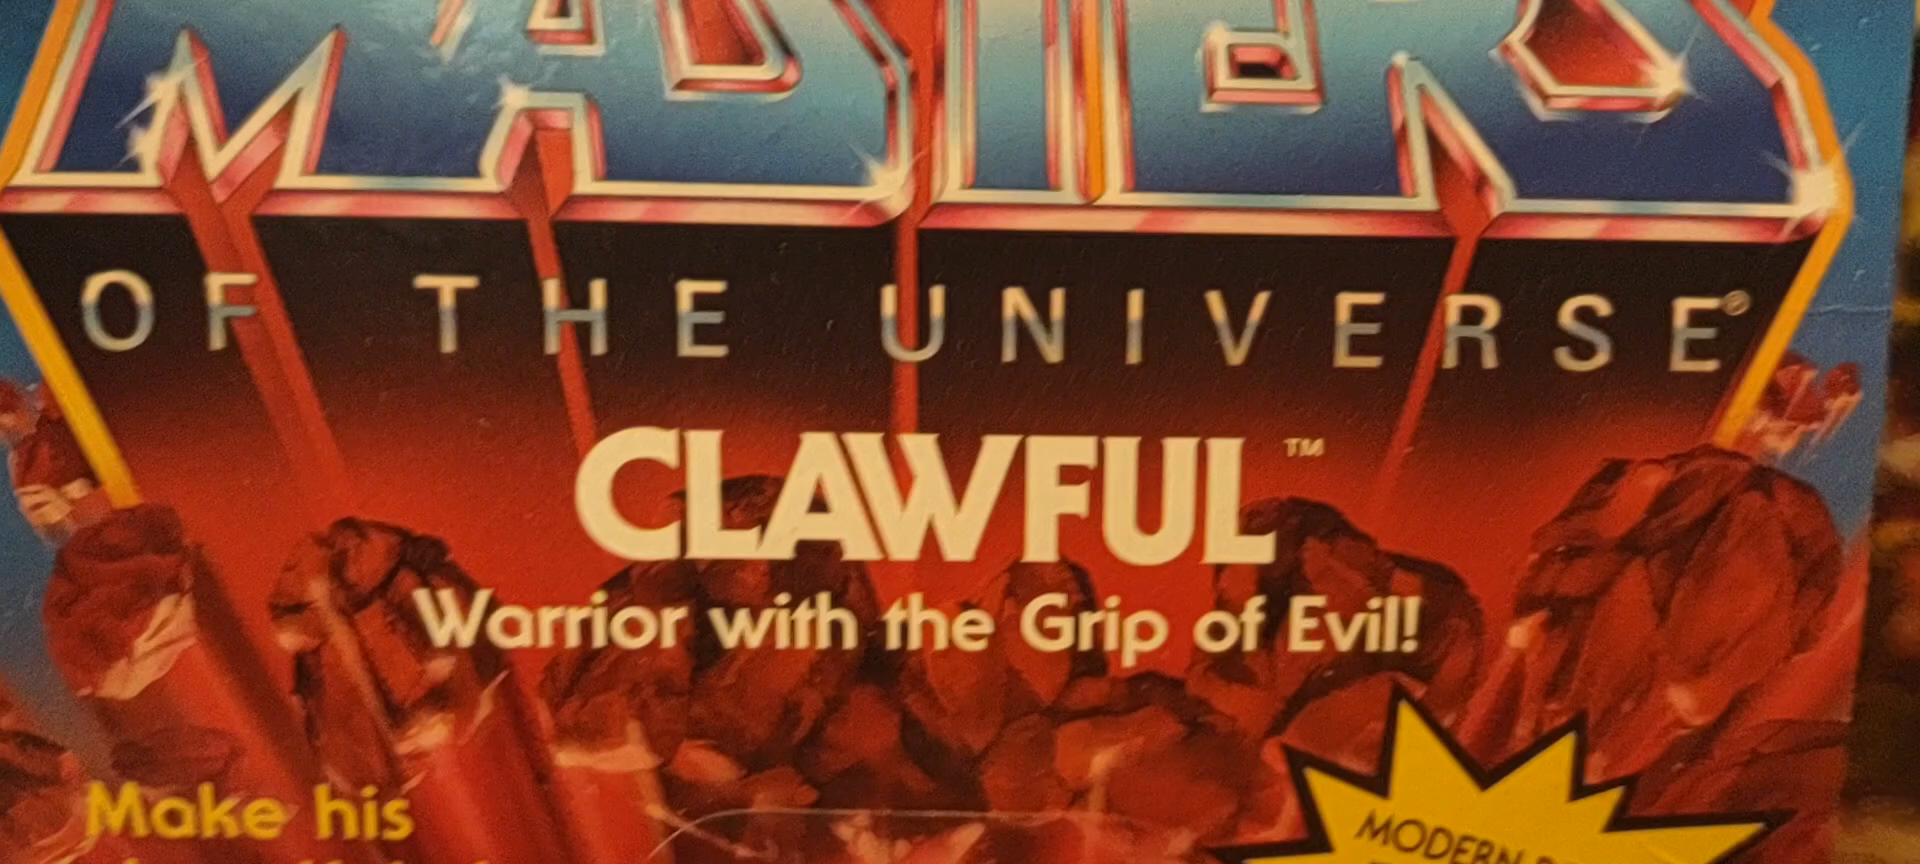 MASTERS
OF THE UNIVERSE®
CLAWFUL™
Warrior with the Grip of Evil!
Make his
MODERN